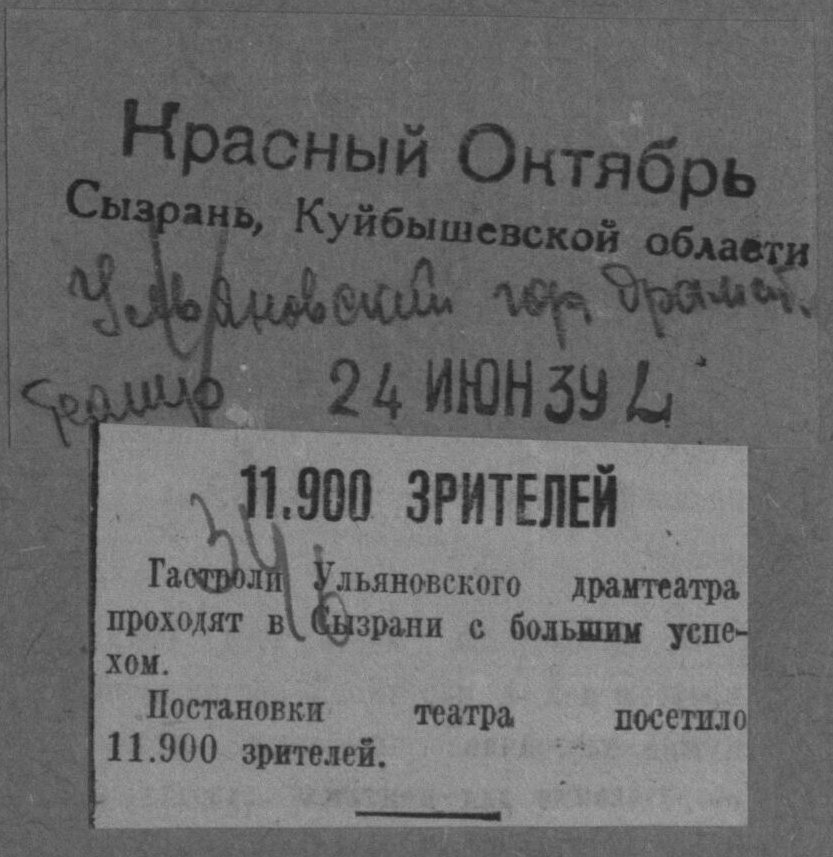 Красный Октябрь
Сызрань, Куйбышевской области
Ульяновский гор. драмат.
театр 24 ИЮН 39
11.900 ЗРИТЕЛЕЙ
Гастроли Ульяновского драмтеатра
проходят в Сызрани с большим успе-
хом.
Постановки театра посетило
11.900 зрителей.